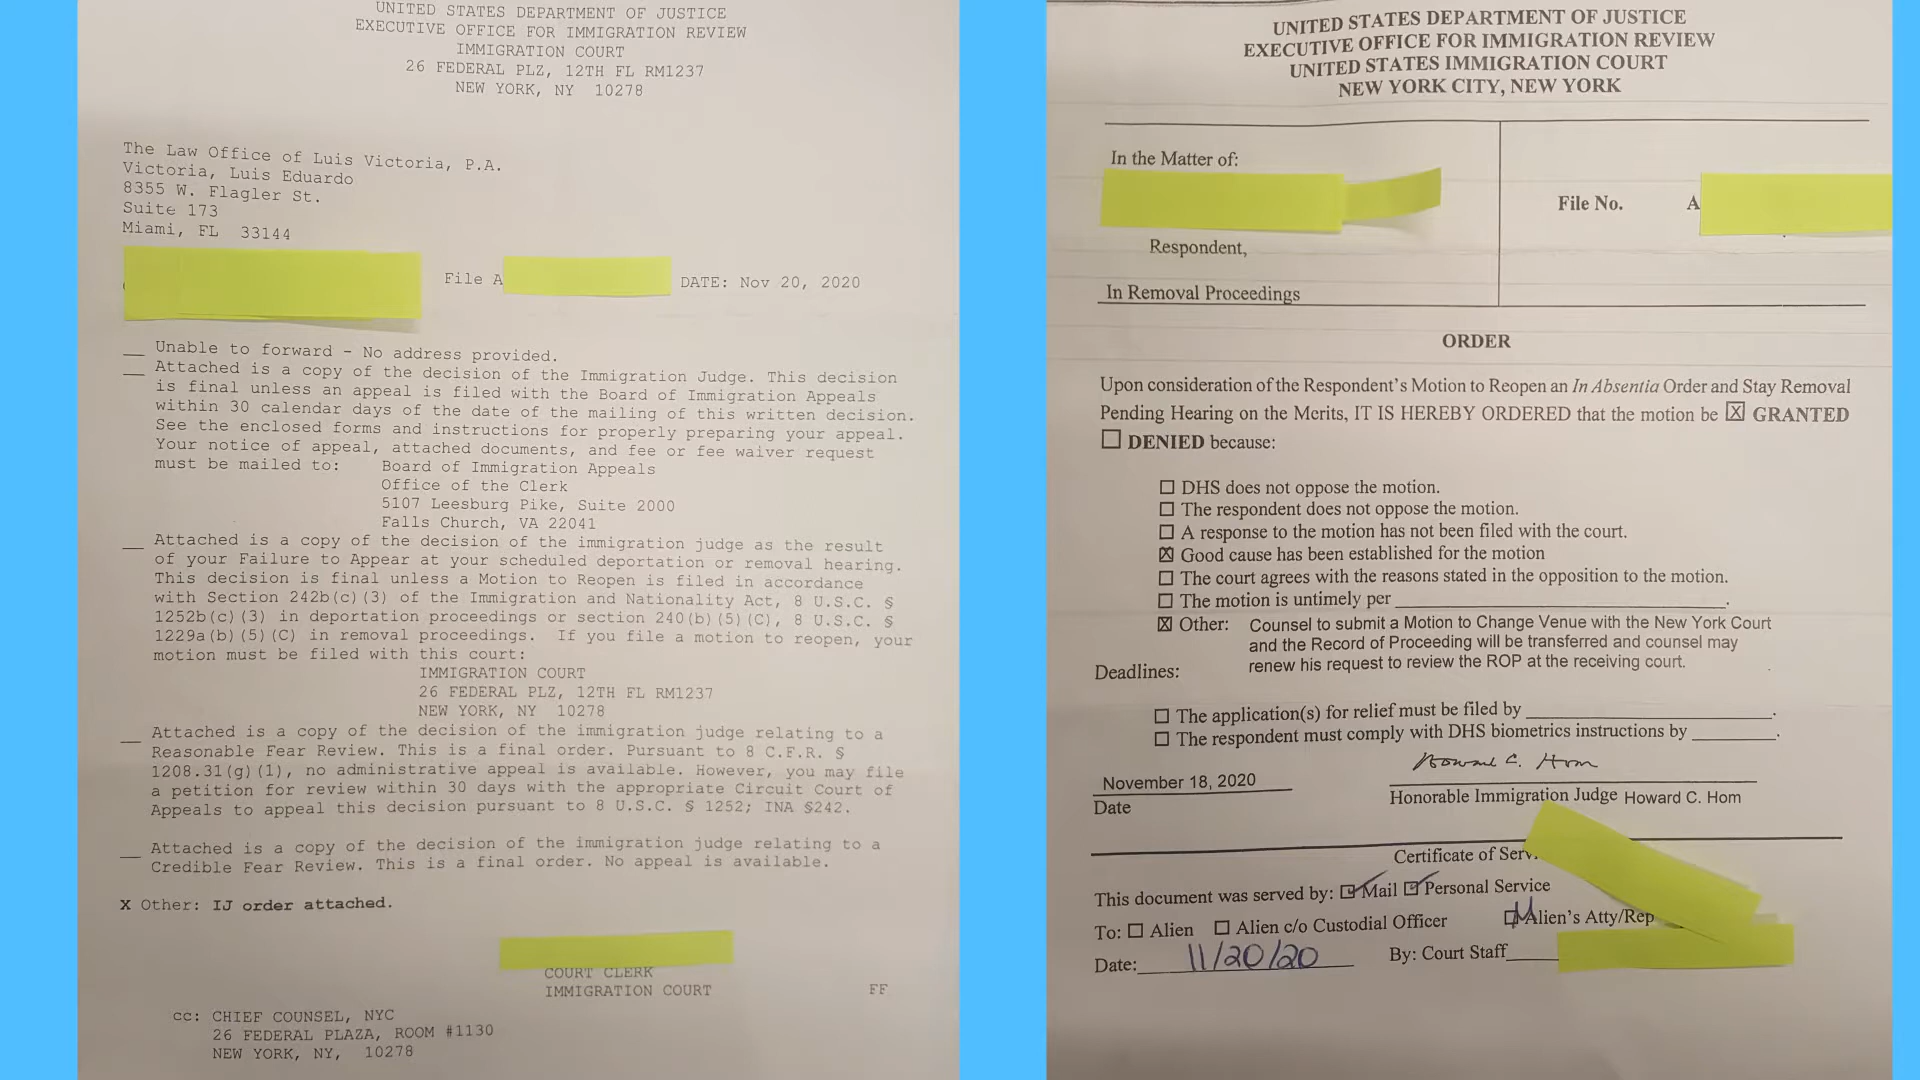 UNITED STATES DEPARTMENT OF JUSTICE
EXECUTIVE OFFICE FOR IMMIGRATION REVIEW
IMMIGRATION COURT
26 FEDERAL PLZ, 12TH FL RM1237
NEW YORK, NY 10278
The Law Office of Luis Victoria, P.A.
Victoria, Luis Eduardo
8355 W. Flagler St.
Suite 173
Miami, FL 33144
File A DATE: Nov 20, 2020
__ Unable to forward - No address provided.
__ Attached is a copy of the decision of the Immigration Judge. This decision
is final unless an appeal is filed with the Board of Immigration Appeals
within 30 calendar days of the date of the mailing of this written decision.
See the enclosed forms and instructions for properly preparing your appeal.
Your notice of appeal, attached documents, and fee or fee waiver request
must be mailed to: Board of Immigration Appeals
Office of the Clerk
5107 Leesburg Pike, Suite 2000
Falls Church, VA 22041
__ Attached is a copy of the decision of the immigration judge as the result
of your Failure to Appear at your scheduled deportation or removal hearing.
This decision is final unless a Motion to Reopen is filed in accordance
with Section 242b(c)(3) of the Immigration and Nationality Act, 8 U.S.C. §
1252b(c)(3) in deportation proceedings or section 240(b)(5)(C), 8 U.S.C. §
1229a(b)(5)(C) in removal proceedings. If you file a motion to reopen, your
motion must be filed with this court:
IMMIGRATION COURT
26 FEDERAL PLZ, 12TH FL RM1237
NEW YORK, NY 10278
__ Attached is a copy of the decision of the immigration judge relating to a
Reasonable Fear Review. This is a final order. Pursuant to 8 C.F.R. §
1208.31(g)(1), no administrative appeal is available. However, you may file
a petition for review within 30 days with the appropriate Circuit Court of
Appeals to appeal this decision pursuant to 8 U.S.C. § 1252; INA §242.
__ Attached is a copy of the decision of the immigration judge relating to a
Credible Fear Review. This is a final order. No appeal is available.
X Other: IJ order attached.
COURT CLERK
IMMIGRATION COURT FF
cc: CHIEF COUNSEL, NYC
26 FEDERAL PLAZA, ROOM #1130
NEW YORK, NY, 10278
UNITED STATES DEPARTMENT OF JUSTICE
EXECUTIVE OFFICE FOR IMMIGRATION REVIEW
UNITED STATES IMMIGRATION COURT
NEW YORK CITY, NEW YORK
In the Matter of:
File No. A
Respondent,
In Removal Proceedings
ORDER
Upon consideration of the Respondent's Motion to Reopen an In Absentia Order and Stay Removal
Pending Hearing on the Merits, IT IS HEREBY ORDERED that the motion be ☒ GRANTED
☐ DENIED because:
☐ DHS does not oppose the motion.
☐ The respondent does not oppose the motion.
☐ A response to the motion has not been filed with the court.
☒ Good cause has been established for the motion
☐ The court agrees with the reasons stated in the opposition to the motion.
☐ The motion is untimely per ____.
☒ Other: Counsel to submit a Motion to Change Venue with the New York Court
and the Record of Proceeding will be transferred and counsel may
renew his request to review the ROP at the receiving court.
Deadlines:
☐ The application(s) for relief must be filed by ____.
☐ The respondent must comply with DHS biometrics instructions by ____.
Howard C. Hom
November 18, 2020
Date
Honorable Immigration Judge Howard C. Hom
Certificate of Serv
This document was served by: ☑ Mail ☑ Personal Service
To: ☐ Alien ☐ Alien c/o Custodial Officer ☑ Alien's Atty/Rep
Date: 11/20/20 By: Court Staff